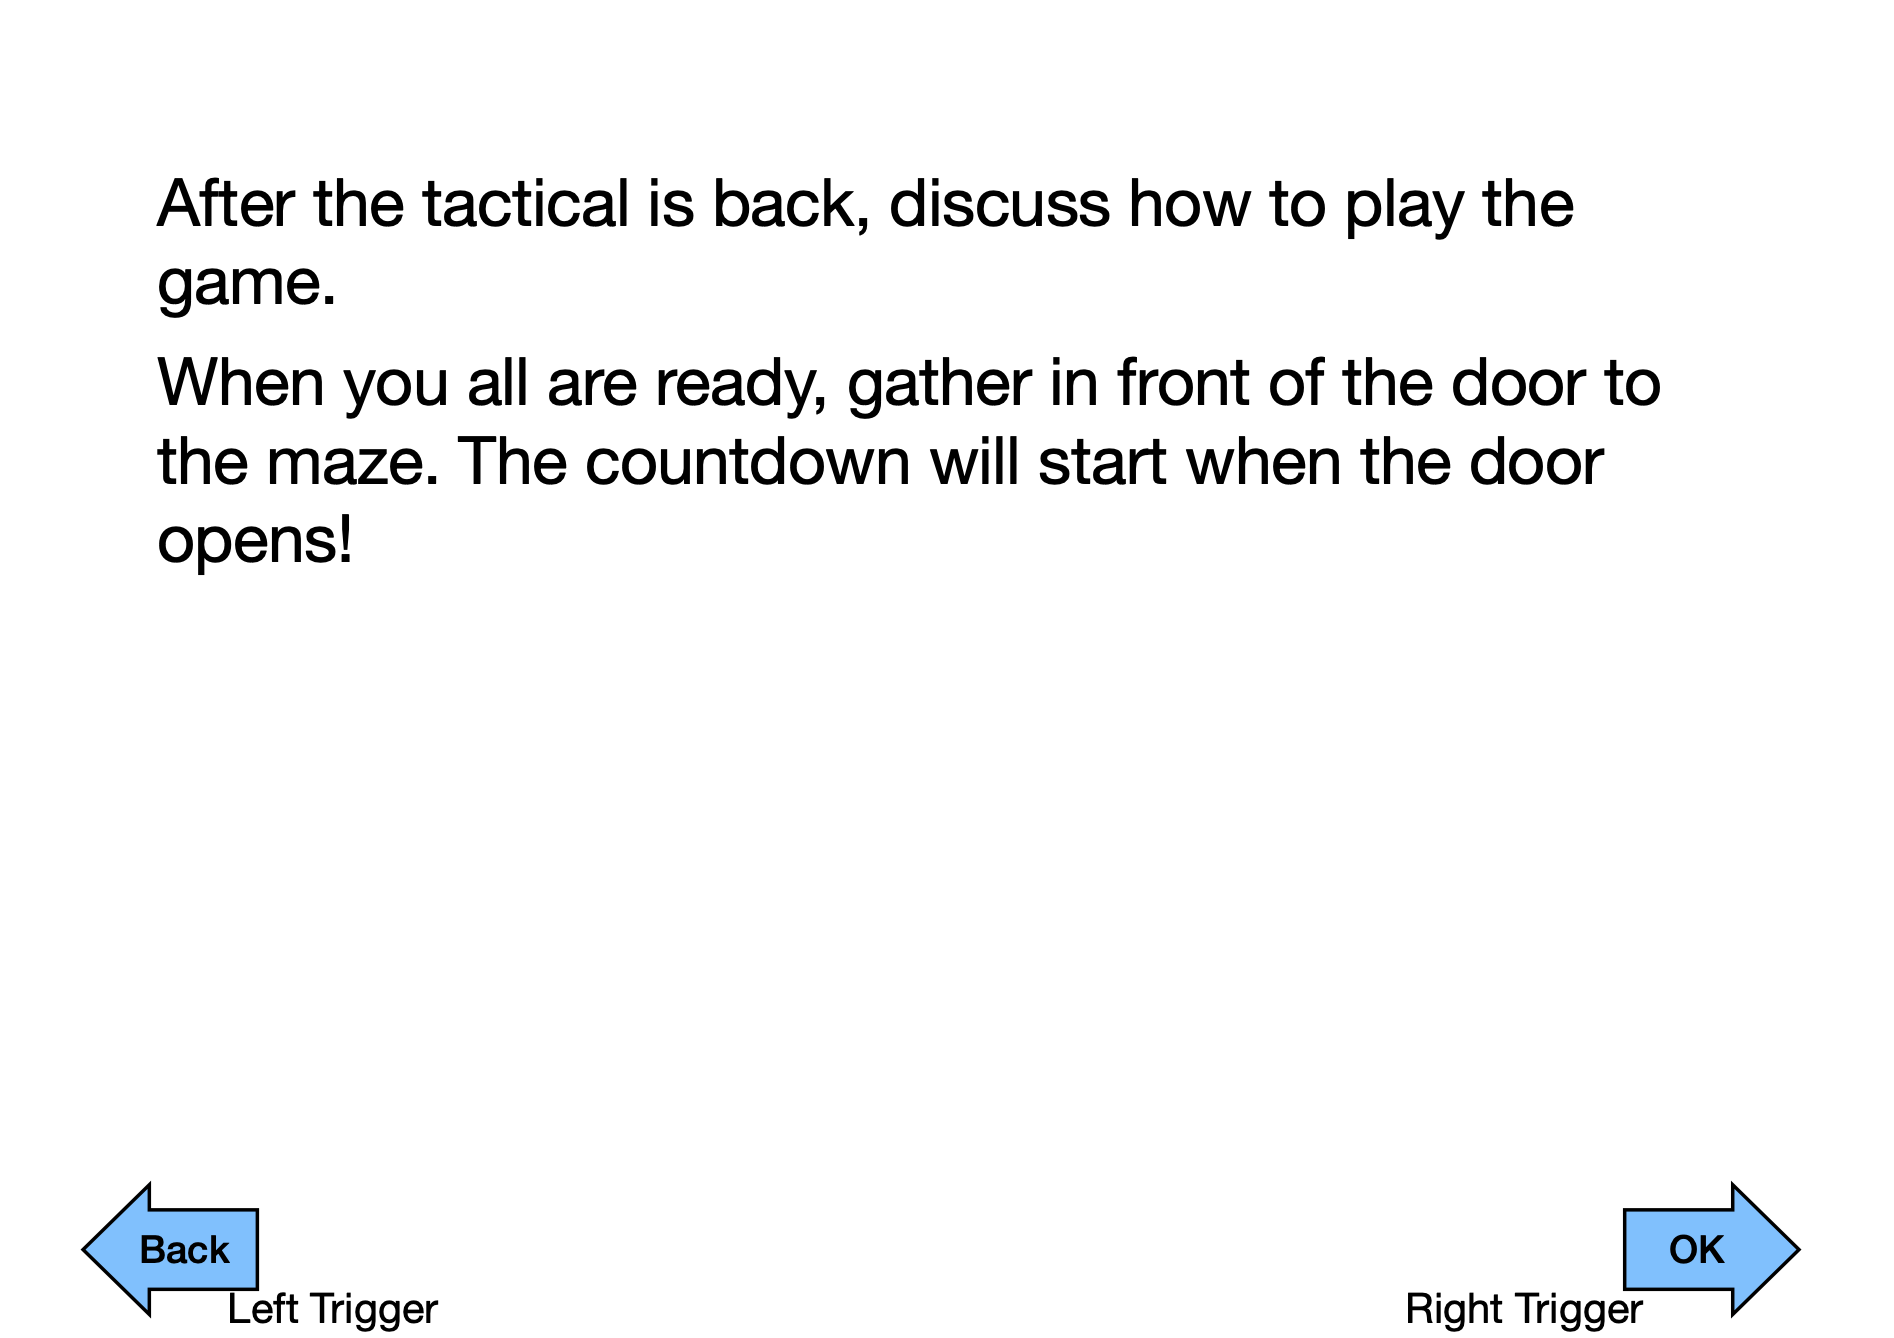 After the tactical is back, discuss how to play the
game.
When you all are ready, gather in front of the door to
the maze. The countdown will start when the door
opens!
Back
Left Trigger
OK
Right Trigger